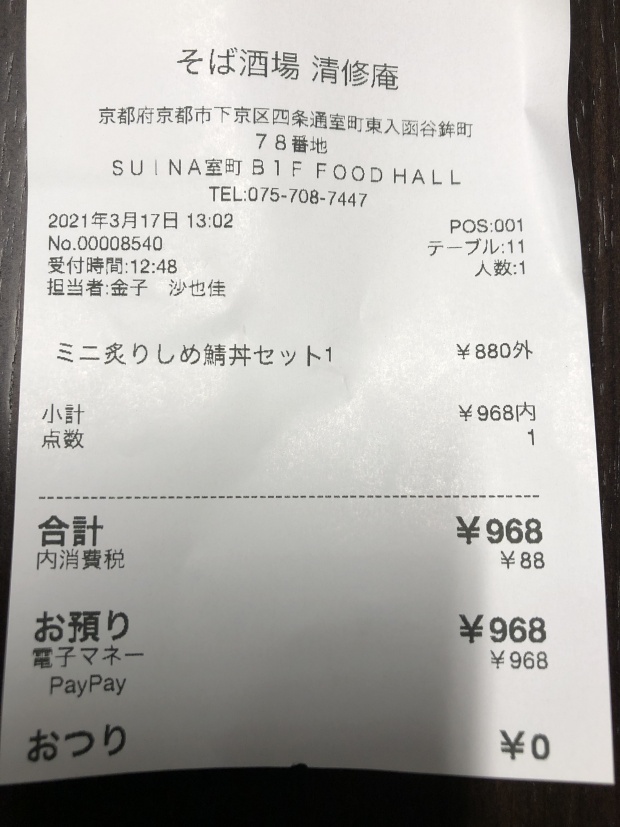 そば酒場 清修庵
京都府京都市下京区四条通室町東入函谷鉾町
７８番地
ＳＵＩＮＡ室町 Ｂ１Ｆ ＦＯＯＤ ＨＡＬＬ
TEL:075-708-7447
2021年3月17日 13:02 POS:001
No.00008540 テーブル:11
受付時間:12:48 人数:1
担当者:金子 沙也佳
ミニ炙りしめ鯖丼セット1 ￥880外
小計 ￥968内
点数 1
合計 ￥968
内消費税 ￥88
お預り ￥968
電子マネー ￥968
PayPay
おつり ￥0